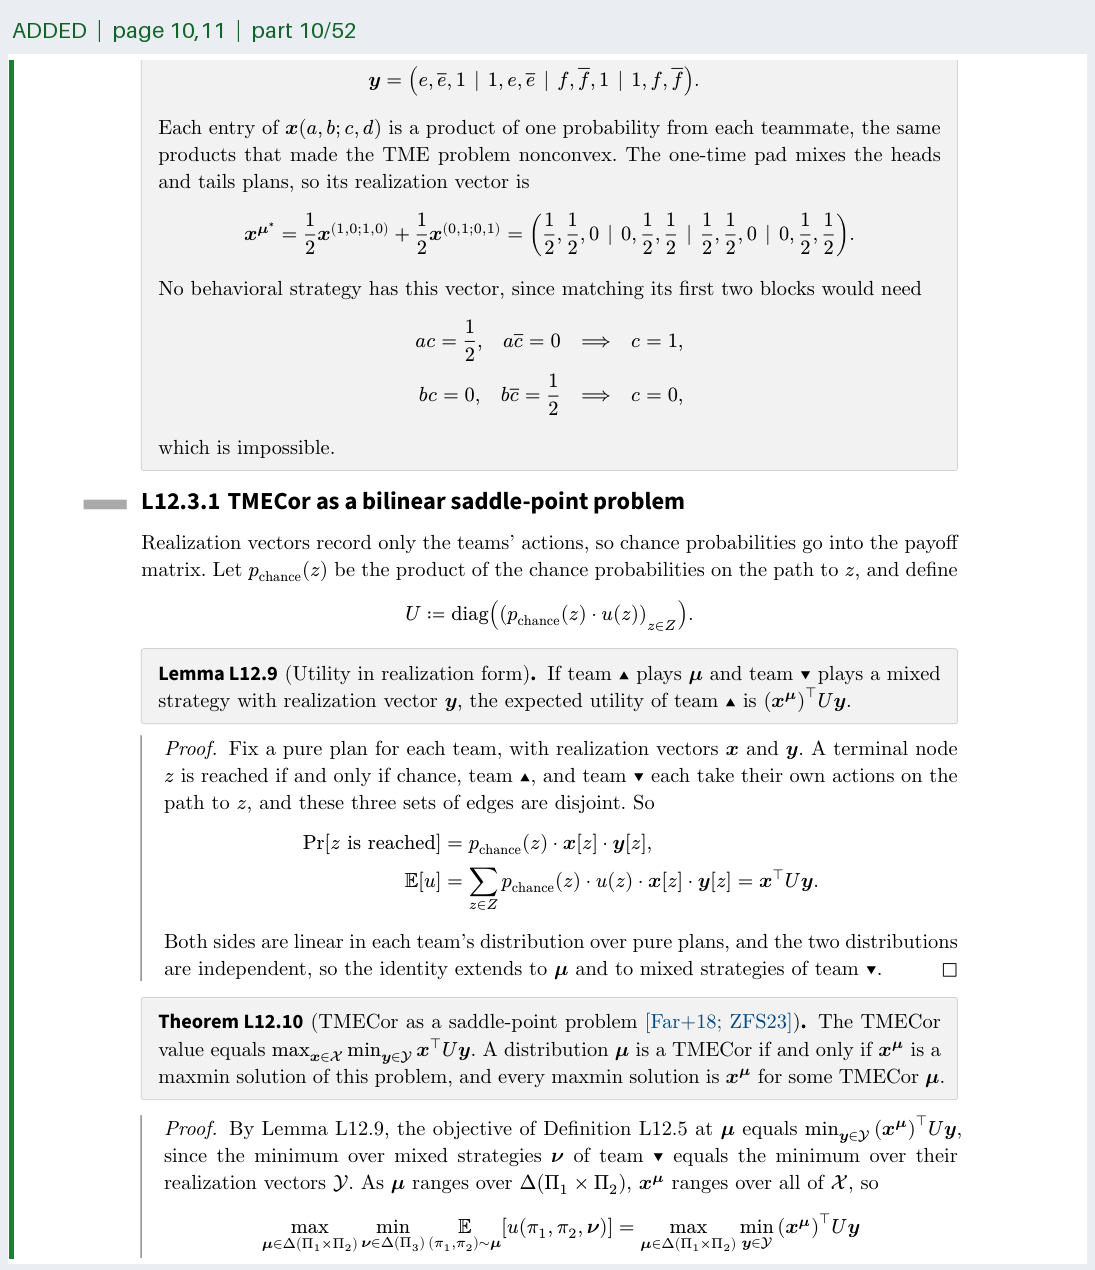 ADDED | page 10,11 | part 10/52
y = (e, e̅, 1 | 1, e, e̅ | f, f̅, 1 | 1, f, f̅).
Each entry of x(a, b; c, d) is a product of one probability from each teammate, the same
products that made the TME problem nonconvex. The one-time pad mixes the heads
and tails plans, so its realization vector is
x^{μ*} = 1/2 x^{(1,0;1,0)} + 1/2 x^{(0,1;0,1)} = (1/2, 1/2, 0 | 0, 1/2, 1/2 | 1/2, 1/2, 0 | 0, 1/2, 1/2).
No behavioral strategy has this vector, since matching its first two blocks would need
ac = 1/2, ac̅ = 0 ⟹ c = 1,
bc = 0, bc̅ = 1/2 ⟹ c = 0,
which is impossible.
L12.3.1 TMECor as a bilinear saddle-point problem
Realization vectors record only the teams' actions, so chance probabilities go into the payoff
matrix. Let p_chance(z) be the product of the chance probabilities on the path to z, and define
U ≔ diag((p_chance(z) · u(z))_{z∈Z}).
Lemma L12.9 (Utility in realization form). If team ▲ plays μ and team ▼ plays a mixed
strategy with realization vector y, the expected utility of team ▲ is (x^μ)^⊤Uy.
Proof. Fix a pure plan for each team, with realization vectors x and y. A terminal node
z is reached if and only if chance, team ▲, and team ▼ each take their own actions on the
path to z, and these three sets of edges are disjoint. So
Pr[z is reached] = p_chance(z) · x[z] · y[z],
𝔼[u] = ∑_{z∈Z} p_chance(z) · u(z) · x[z] · y[z] = x^⊤Uy.
Both sides are linear in each team's distribution over pure plans, and the two distributions
are independent, so the identity extends to μ and to mixed strategies of team ▼. □
Theorem L12.10 (TMECor as a saddle-point problem [Far+18; ZFS23]). The TMECor
value equals max_{x∈𝒳} min_{y∈𝒴} x^⊤Uy. A distribution μ is a TMECor if and only if x^μ is a
maxmin solution of this problem, and every maxmin solution is x^μ for some TMECor μ.
Proof. By Lemma L12.9, the objective of Definition L12.5 at μ equals min_{y∈𝒴} (x^μ)^⊤Uy,
since the minimum over mixed strategies ν of team ▼ equals the minimum over their
realization vectors 𝒴. As μ ranges over Δ(Π₁ × Π₂), x^μ ranges over all of 𝒳, so
max_{μ∈Δ(Π₁×Π₂)} min_{ν∈Δ(Π₃)} 𝔼_{(π₁,π₂)∼μ} [u(π₁, π₂, ν)] = max_{μ∈Δ(Π₁×Π₂)} min_{y∈𝒴} (x^μ)^⊤Uy